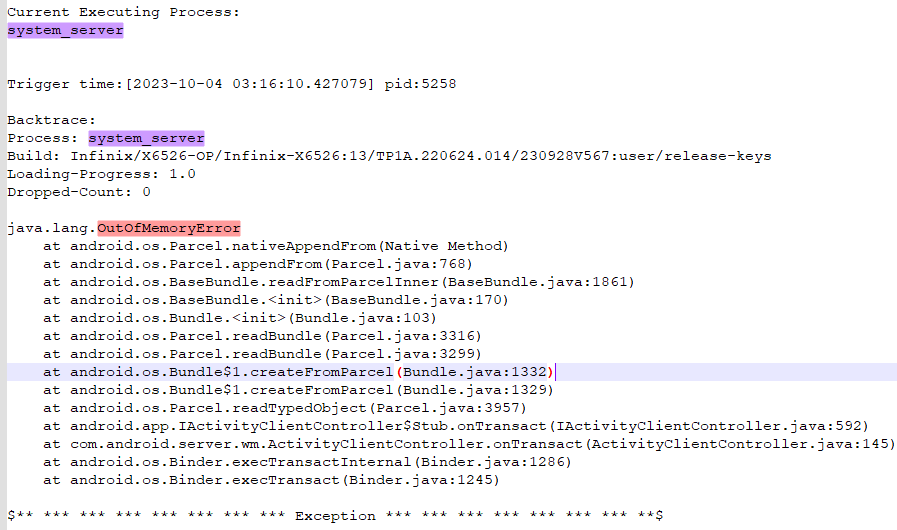 Current Executing Process:
system_server
Trigger time:[2023-10-04 03:16:10.427079] pid:5258
Backtrace:
Process: system_server
Build: Infinix/X6526-OP/Infinix-X6526:13/TP1A.220624.014/230928V567:user/release-keys
Loading-Progress: 1.0
Dropped-Count: 0
java.lang.OutOfMemoryError
    at android.os.Parcel.nativeAppendFrom(Native Method)
    at android.os.Parcel.appendFrom(Parcel.java:768)
    at android.os.BaseBundle.readFromParcelInner(BaseBundle.java:1861)
    at android.os.BaseBundle.<init>(BaseBundle.java:170)
    at android.os.Bundle.<init>(Bundle.java:103)
    at android.os.Parcel.readBundle(Parcel.java:3316)
    at android.os.Parcel.readBundle(Parcel.java:3299)
    at android.os.Bundle$1.createFromParcel(Bundle.java:1332)
    at android.os.Bundle$1.createFromParcel(Bundle.java:1329)
    at android.os.Parcel.readTypedObject(Parcel.java:3957)
    at android.app.IActivityClientController$Stub.onTransact(IActivityClientController.java:592)
    at com.android.server.wm.ActivityClientController.onTransact(ActivityClientController.java:145)
    at android.os.Binder.execTransactInternal(Binder.java:1286)
    at android.os.Binder.execTransact(Binder.java:1245)
$** *** *** *** *** *** *** *** Exception *** *** *** *** *** *** *** **$